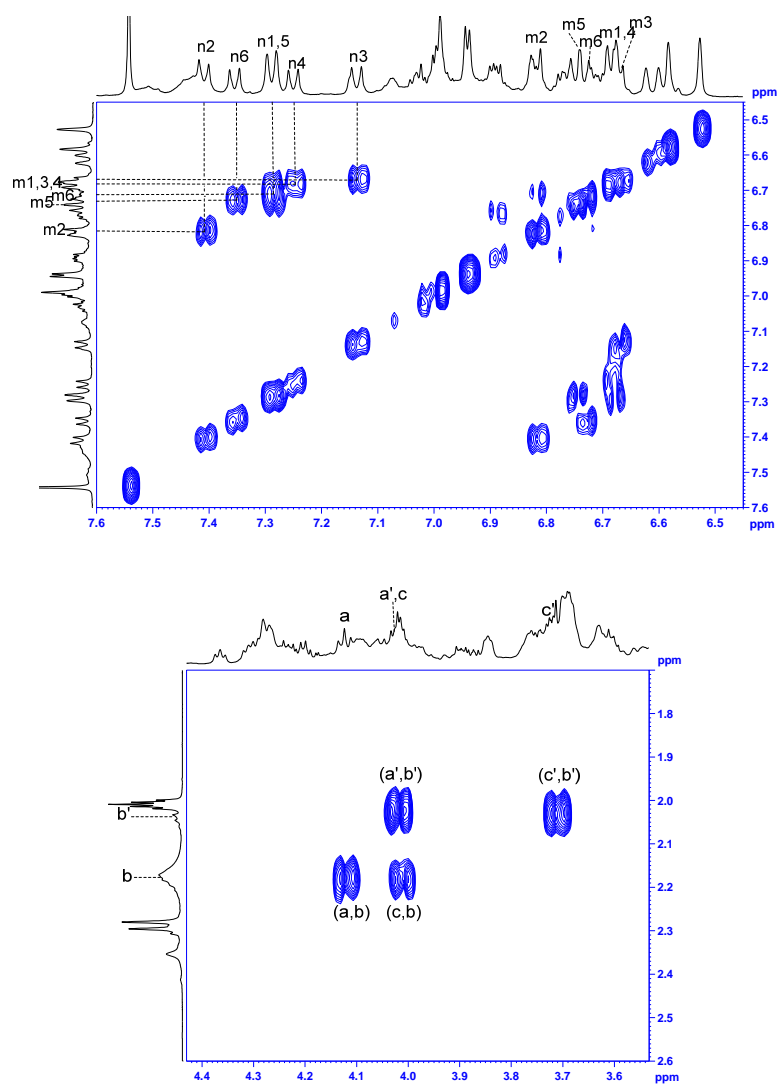 n2 n6 n1,5 n4 n3 m2 m5 m6 m1,4 m3
ppm
6.5
6.6
m1,3,4 6.7
m6
m5
m2 6.8
6.9
7.0
7.1
7.2
7.3
7.4
7.5
7.6
7.6 7.5 7.4 7.3 7.2 7.1 7.0 6.9 6.8 6.7 6.6 6.5 ppm
a a',c c'
ppm
1.8
1.9
(a',b') (c',b')
2.0
b'
2.1
b 2.2
(a,b) (c,b)
2.3
2.4
2.5
2.6
4.4 4.3 4.2 4.1 4.0 3.9 3.8 3.7 3.6 ppm